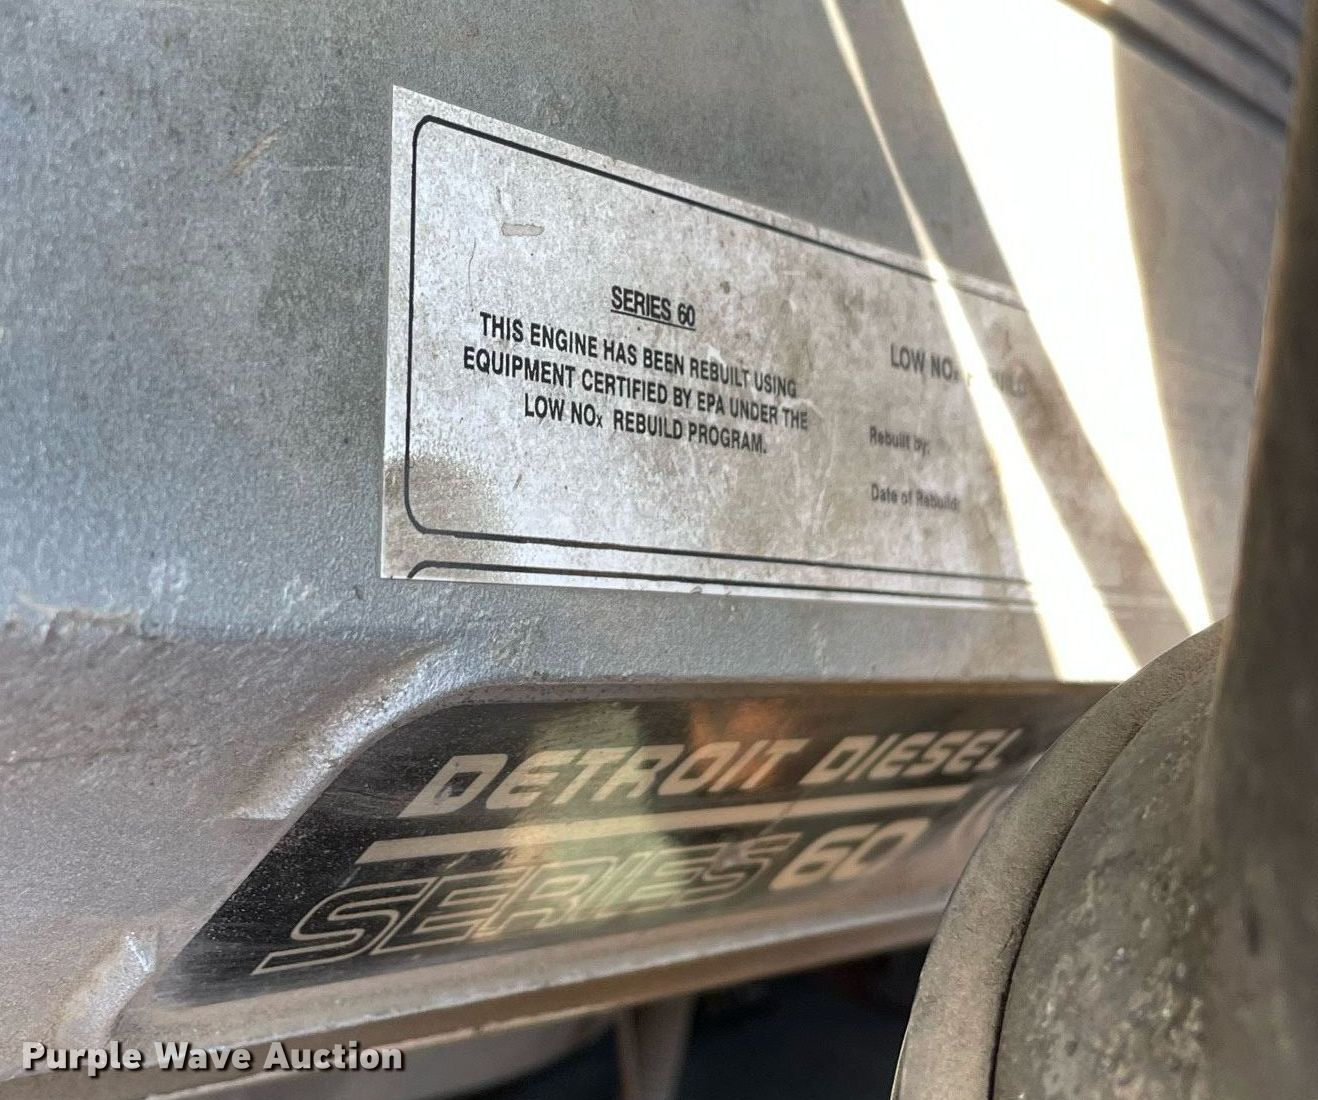 SERIES 60
THIS ENGINE HAS BEEN REBUILT USING
EQUIPMENT CERTIFIED BY EPA UNDER THE
LOW NOx REBUILD PROGRAM.
LOW NOx
Rebuilt by:
Date of Rebuild:
DETROIT DIESEL
SERIES 60
Purple Wave Auction